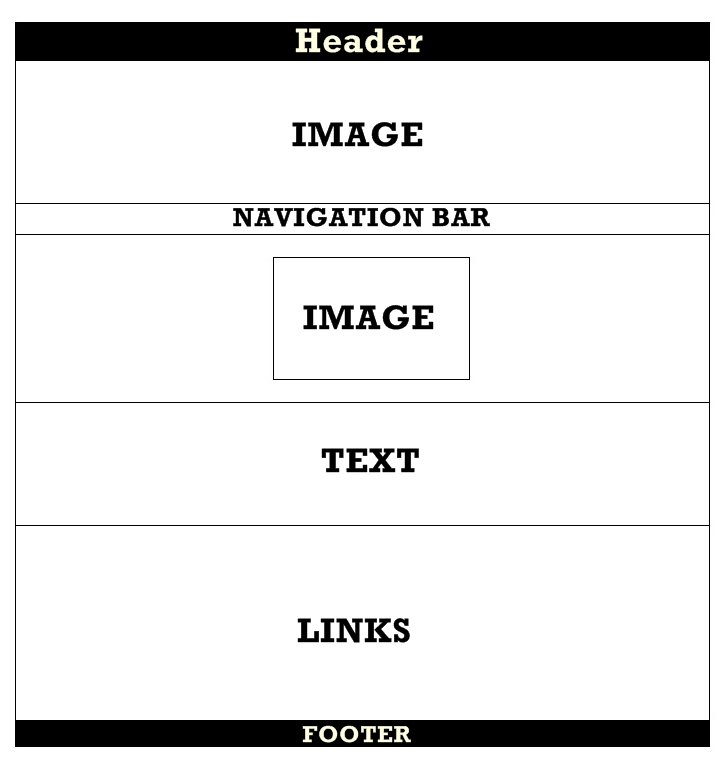 Header
IMAGE
NAVIGATION BAR
IMAGE
TEXT
LINKS
FOOTER